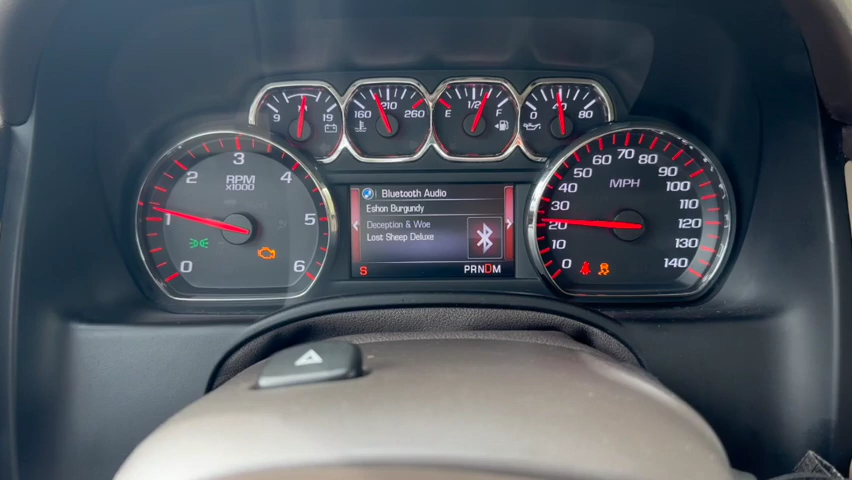 9 14 19
160 210 260
E 1/2 F
0 40 80
0 1 2 3 4 5 6
RPM
x1000
Bluetooth Audio
Eshon Burgundy
Deception & Woe
Lost Sheep Deluxe
S PRNDM
0 10 20 30 40 50 60 70 80 90 100 110 120 130 140
MPH